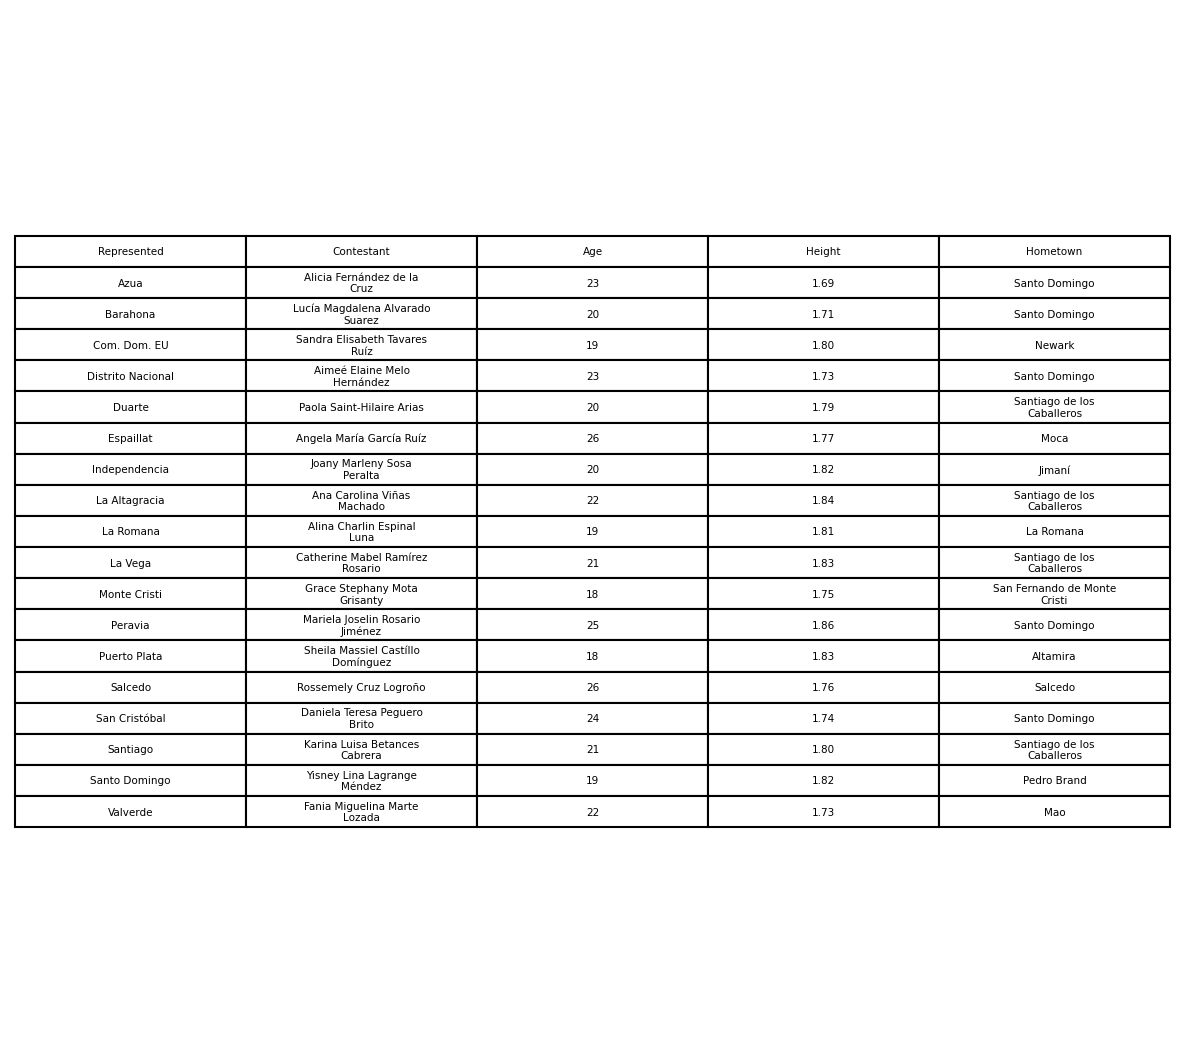 Represented Contestant Age Height Hometown
Azua Alicia Fernández de la Cruz 23 1.69 Santo Domingo
Barahona Lucía Magdalena Alvarado Suarez 20 1.71 Santo Domingo
Com. Dom. EU Sandra Elisabeth Tavares Ruíz 19 1.80 Newark
Distrito Nacional Aimeé Elaine Melo Hernández 23 1.73 Santo Domingo
Duarte Paola Saint-Hilaire Arias 20 1.79 Santiago de los Caballeros
Espaillat Angela María García Ruíz 26 1.77 Moca
Independencia Joany Marleny Sosa Peralta 20 1.82 Jimaní
La Altagracia Ana Carolina Viñas Machado 22 1.84 Santiago de los Caballeros
La Romana Alina Charlin Espinal Luna 19 1.81 La Romana
La Vega Catherine Mabel Ramírez Rosario 21 1.83 Santiago de los Caballeros
Monte Cristi Grace Stephany Mota Grisanty 18 1.75 San Fernando de Monte Cristi
Peravia Mariela Joselin Rosario Jiménez 25 1.86 Santo Domingo
Puerto Plata Sheila Massiel Castíllo Domínguez 18 1.83 Altamira
Salcedo Rossemely Cruz Logroño 26 1.76 Salcedo
San Cristóbal Daniela Teresa Peguero Brito 24 1.74 Santo Domingo
Santiago Karina Luisa Betances Cabrera 21 1.80 Santiago de los Caballeros
Santo Domingo Yisney Lina Lagrange Méndez 19 1.82 Pedro Brand
Valverde Fania Miguelina Marte Lozada 22 1.73 Mao